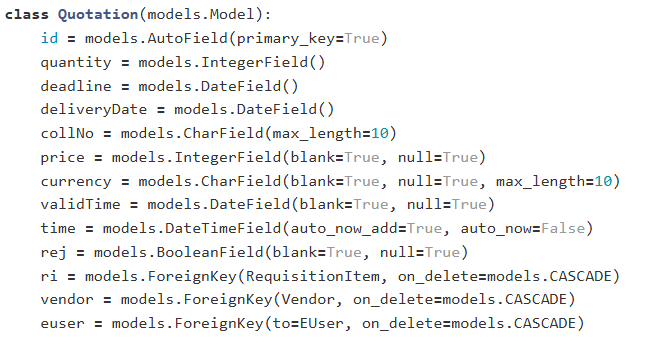 class Quotation(models.Model):
    id = models.AutoField(primary_key=True)
    quantity = models.IntegerField()
    deadline = models.DateField()
    deliveryDate = models.DateField()
    collNo = models.CharField(max_length=10)
    price = models.IntegerField(blank=True, null=True)
    currency = models.CharField(blank=True, null=True, max_length=10)
    validTime = models.DateField(blank=True, null=True)
    time = models.DateTimeField(auto_now_add=True, auto_now=False)
    rej = models.BooleanField(blank=True, null=True)
    ri = models.ForeignKey(RequisitionItem, on_delete=models.CASCADE)
    vendor = models.ForeignKey(Vendor, on_delete=models.CASCADE)
    euser = models.ForeignKey(to=EUser, on_delete=models.CASCADE)